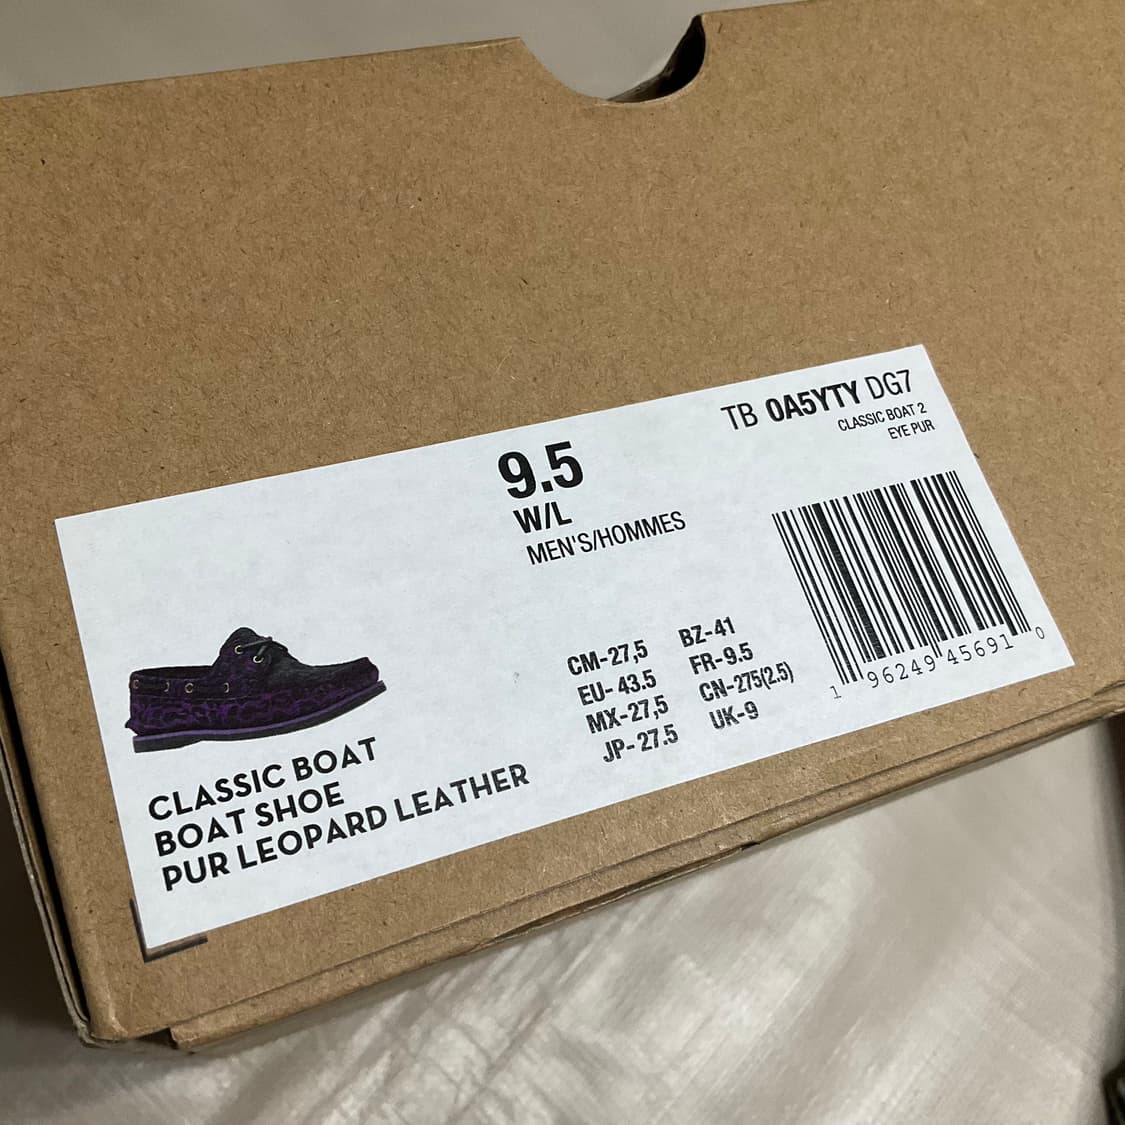 TB 0A5YTY DG7
CLASSIC BOAT 2
EYE PUR
9.5
W/L
MEN'S/HOMMES
CM-27,5
EU- 43.5
MX-27,5
JP- 27.5
BZ-41
FR-9.5
CN-275(2.5)
UK-9
1 96249 45691 0
CLASSIC BOAT
BOAT SHOE
PUR LEOPARD LEATHER